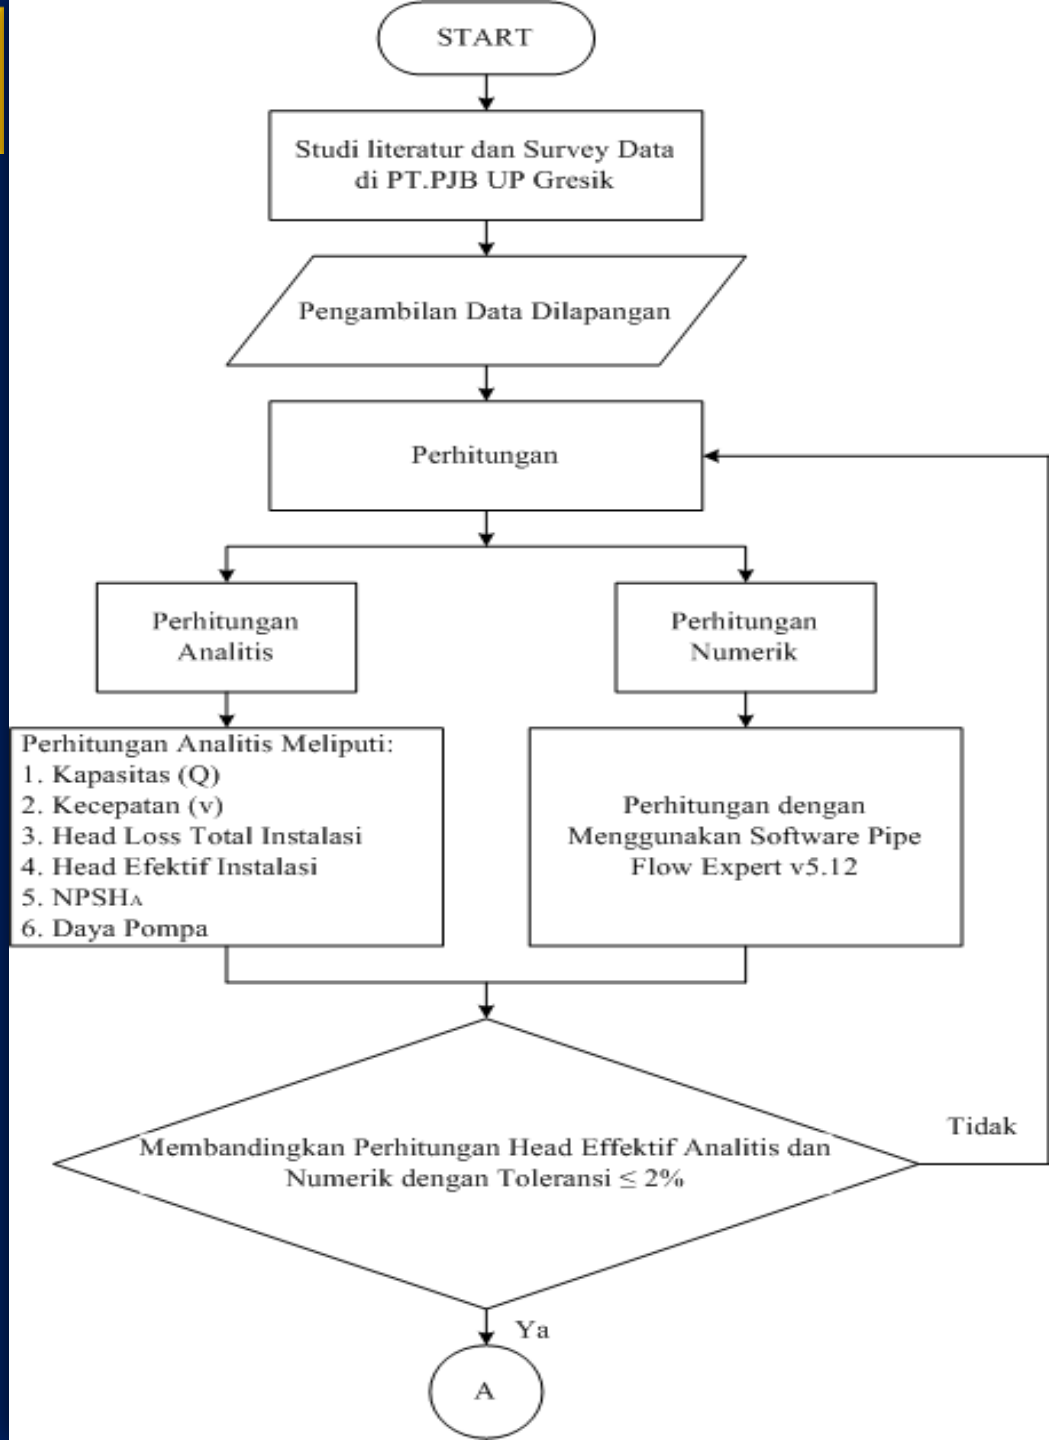 START
Studi literatur dan Survey Data
di PT.PJB UP Gresik
Pengambilan Data Dilapangan
Perhitungan
Perhitungan
Analitis
Perhitungan
Numerik
Perhitungan Analitis Meliputi:
1. Kapasitas (Q)
2. Kecepatan (v)
3. Head Loss Total Instalasi
4. Head Efektif Instalasi
5. NPSHA
6. Daya Pompa
Perhitungan dengan
Menggunakan Software Pipe
Flow Expert v5.12
Membandingkan Perhitungan Head Effektif Analitis dan
Numerik dengan Toleransi ≤ 2%
Tidak
Ya
A